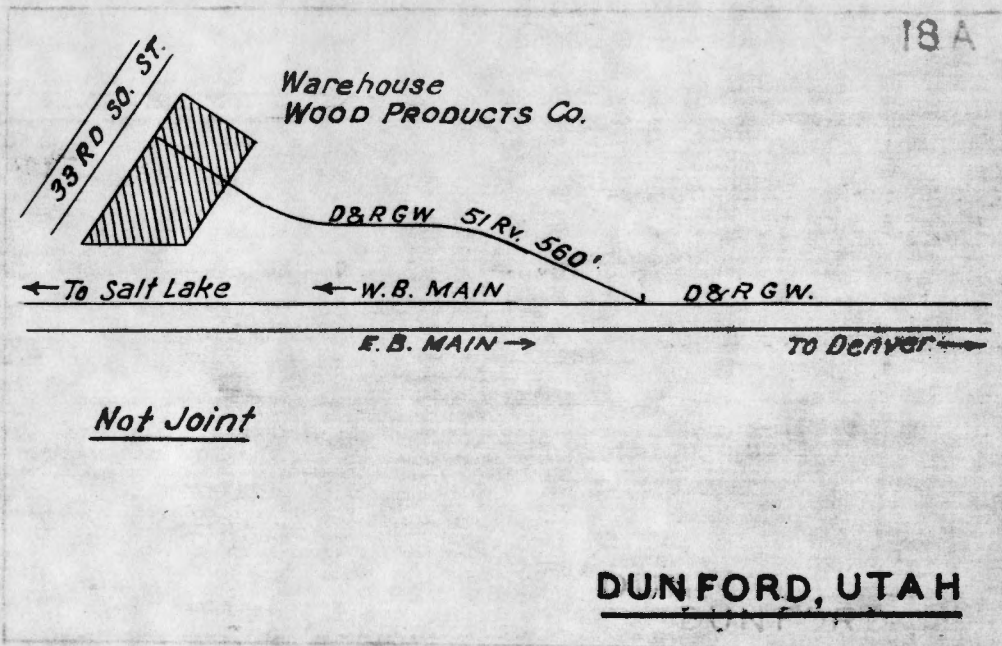 18 A
33 RD SO. ST.
Warehouse
WOOD PRODUCTS Co.
D&RGW 51 Rv. 560'
← To Salt Lake ← W.B. MAIN D&RGW.
E.B. MAIN → To Denver →
Not Joint
DUNFORD, UTAH